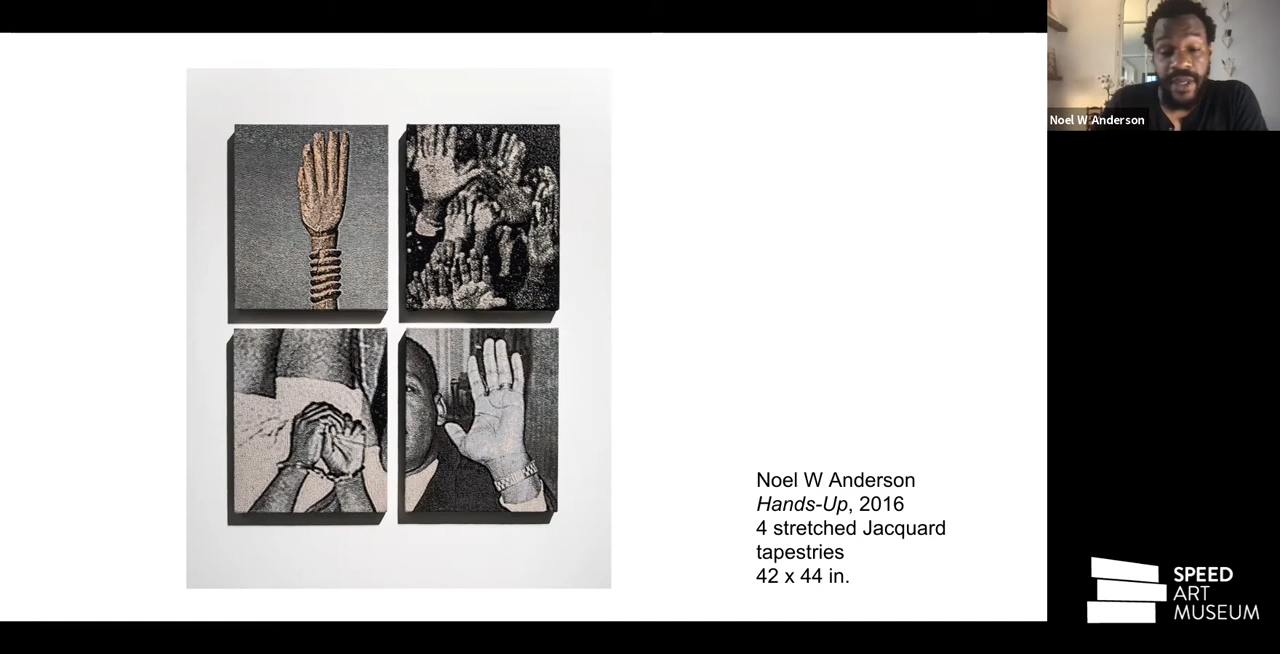 Noel W Anderson
Noel W Anderson
Hands-Up, 2016
4 stretched Jacquard
tapestries
42 x 44 in.
SPEED
ART
MUSEUM